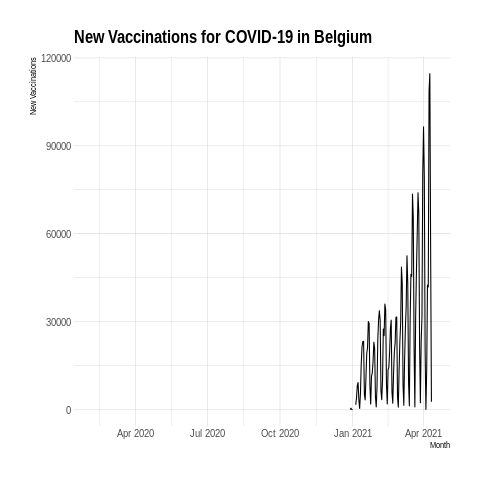 New Vaccinations for COVID-19 in Belgium
New Vaccinations
120000
90000
60000
30000
0
Apr 2020 Jul 2020 Oct 2020 Jan 2021 Apr 2021
Month